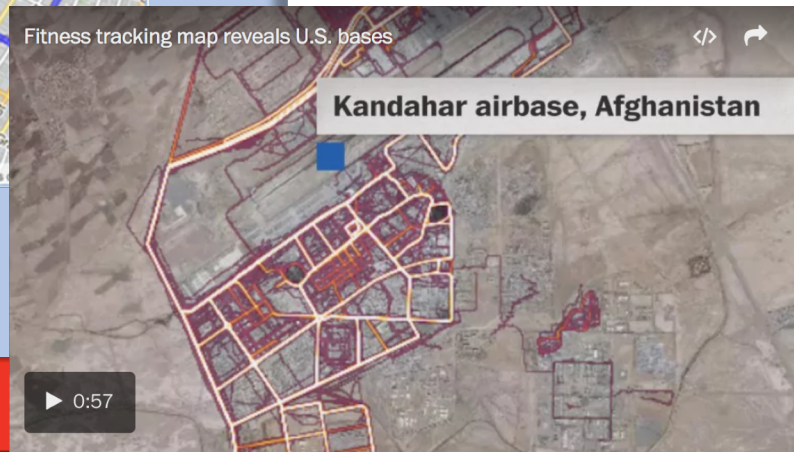 Fitness tracking map reveals U.S. bases
Kandahar airbase, Afghanistan
0:57